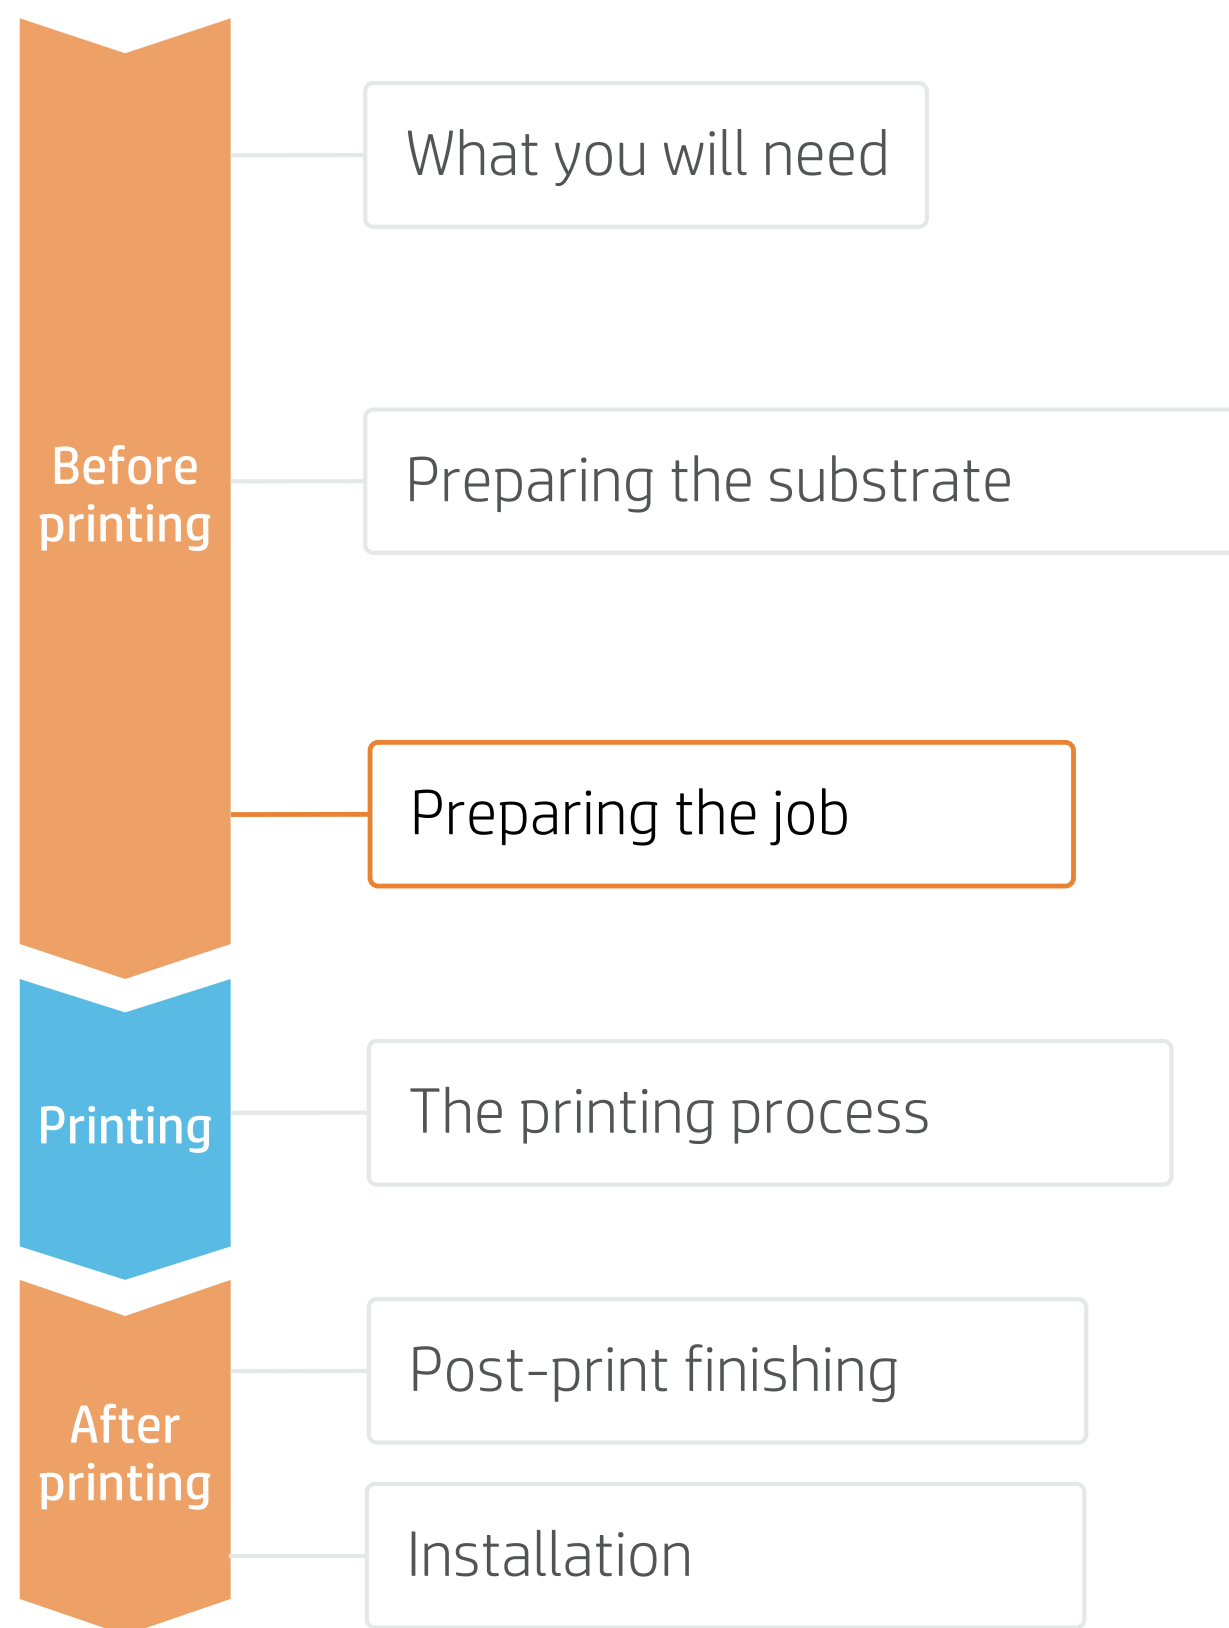 What you will need
Before
printing
Preparing the substrate
Preparing the job
Printing
The printing process
After
printing
Post-print finishing
Installation